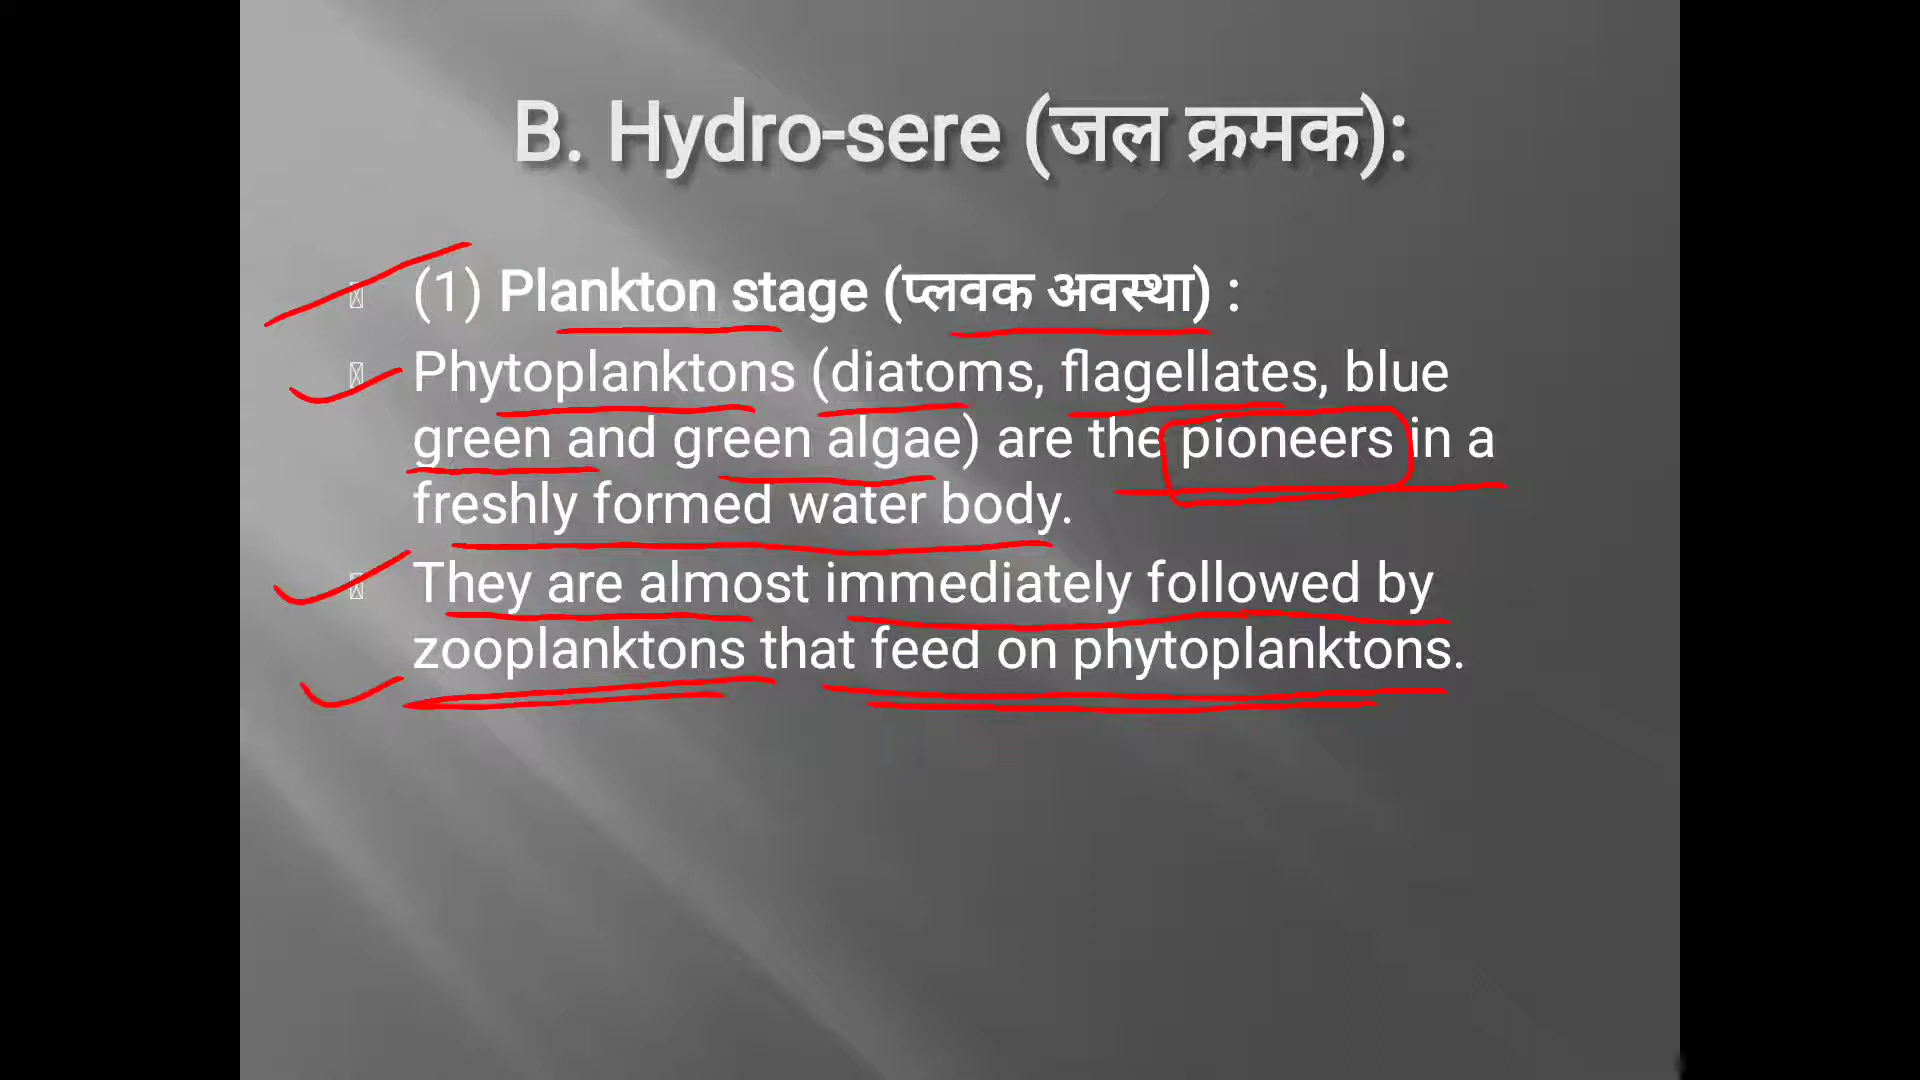 B. Hydro-sere (जल क्रमक):
(1) Plankton stage (प्लवक अवस्था) :
Phytoplanktons (diatoms, flagellates, blue
green and green algae) are the pioneers in a
freshly formed water body.
They are almost immediately followed by
zooplanktons that feed on phytoplanktons.